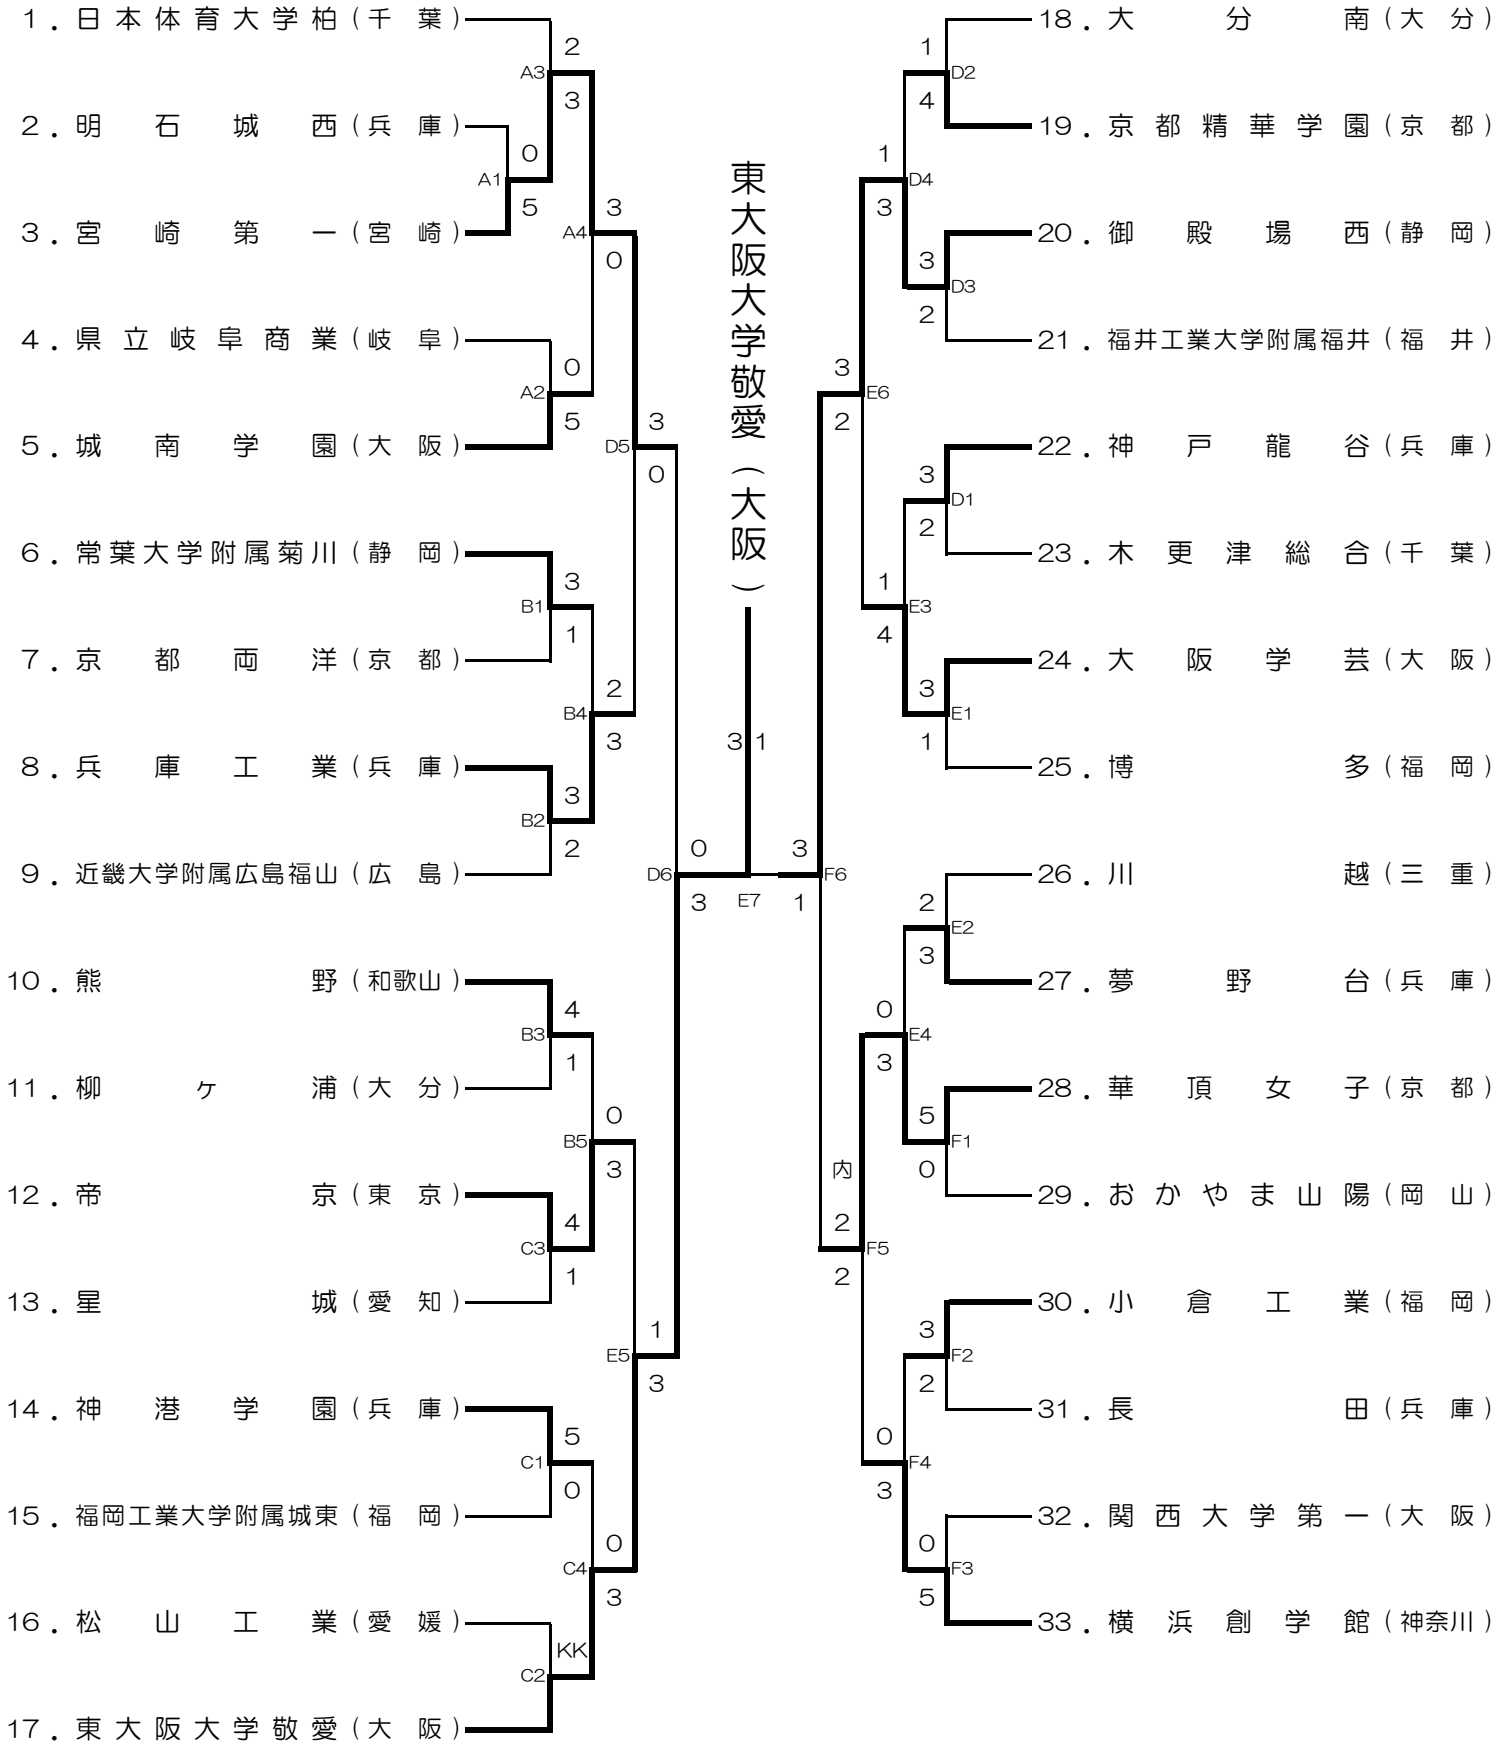 1．日本体育大学柏（千葉）
2
A3
3
2．明石城西（兵庫）
0
A1
5
3．宮崎第一（宮崎）
3
A4
0
4．県立岐阜商業（岐阜）
0
A2
5
5．城南学園（大阪）
3
D5
0
6．常葉大学附属菊川（静岡）
3
B1
1
7．京都両洋（京都）
2
B4
3
8．兵庫工業（兵庫）
3
B2
2
9．近畿大学附属広島福山（広島）
0
D6
3
10．熊野（和歌山）
4
B3
1
11．柳ヶ浦（大分）
0
B5
3
12．帝京（東京）
4
C3
1
13．星城（愛知）
1
E5
3
14．神港学園（兵庫）
5
C1
0
15．福岡工業大学附属城東（福岡）
0
C4
3
16．松山工業（愛媛）
KK
C2
17．東大阪大学敬愛（大阪）
東大阪大学敬愛（大阪）
3 1
E7
18．大分南（大分）
1
D2
4
19．京都精華学園（京都）
1
D4
3
20．御殿場西（静岡）
3
D3
2
21．福井工業大学附属福井（福井）
3
E6
2
22．神戸龍谷（兵庫）
3
D1
2
23．木更津総合（千葉）
1
E3
4
24．大阪学芸（大阪）
3
E1
1
25．博多（福岡）
3
F6
1
26．川越（三重）
2
E2
3
27．夢野台（兵庫）
0
E4
3
28．華頂女子（京都）
5
F1
0
29．おかやま山陽（岡山）
内
2
F5
2
30．小倉工業（福岡）
3
F2
2
31．長田（兵庫）
0
F4
3
32．関西大学第一（大阪）
0
F3
5
33．横浜創学館（神奈川）